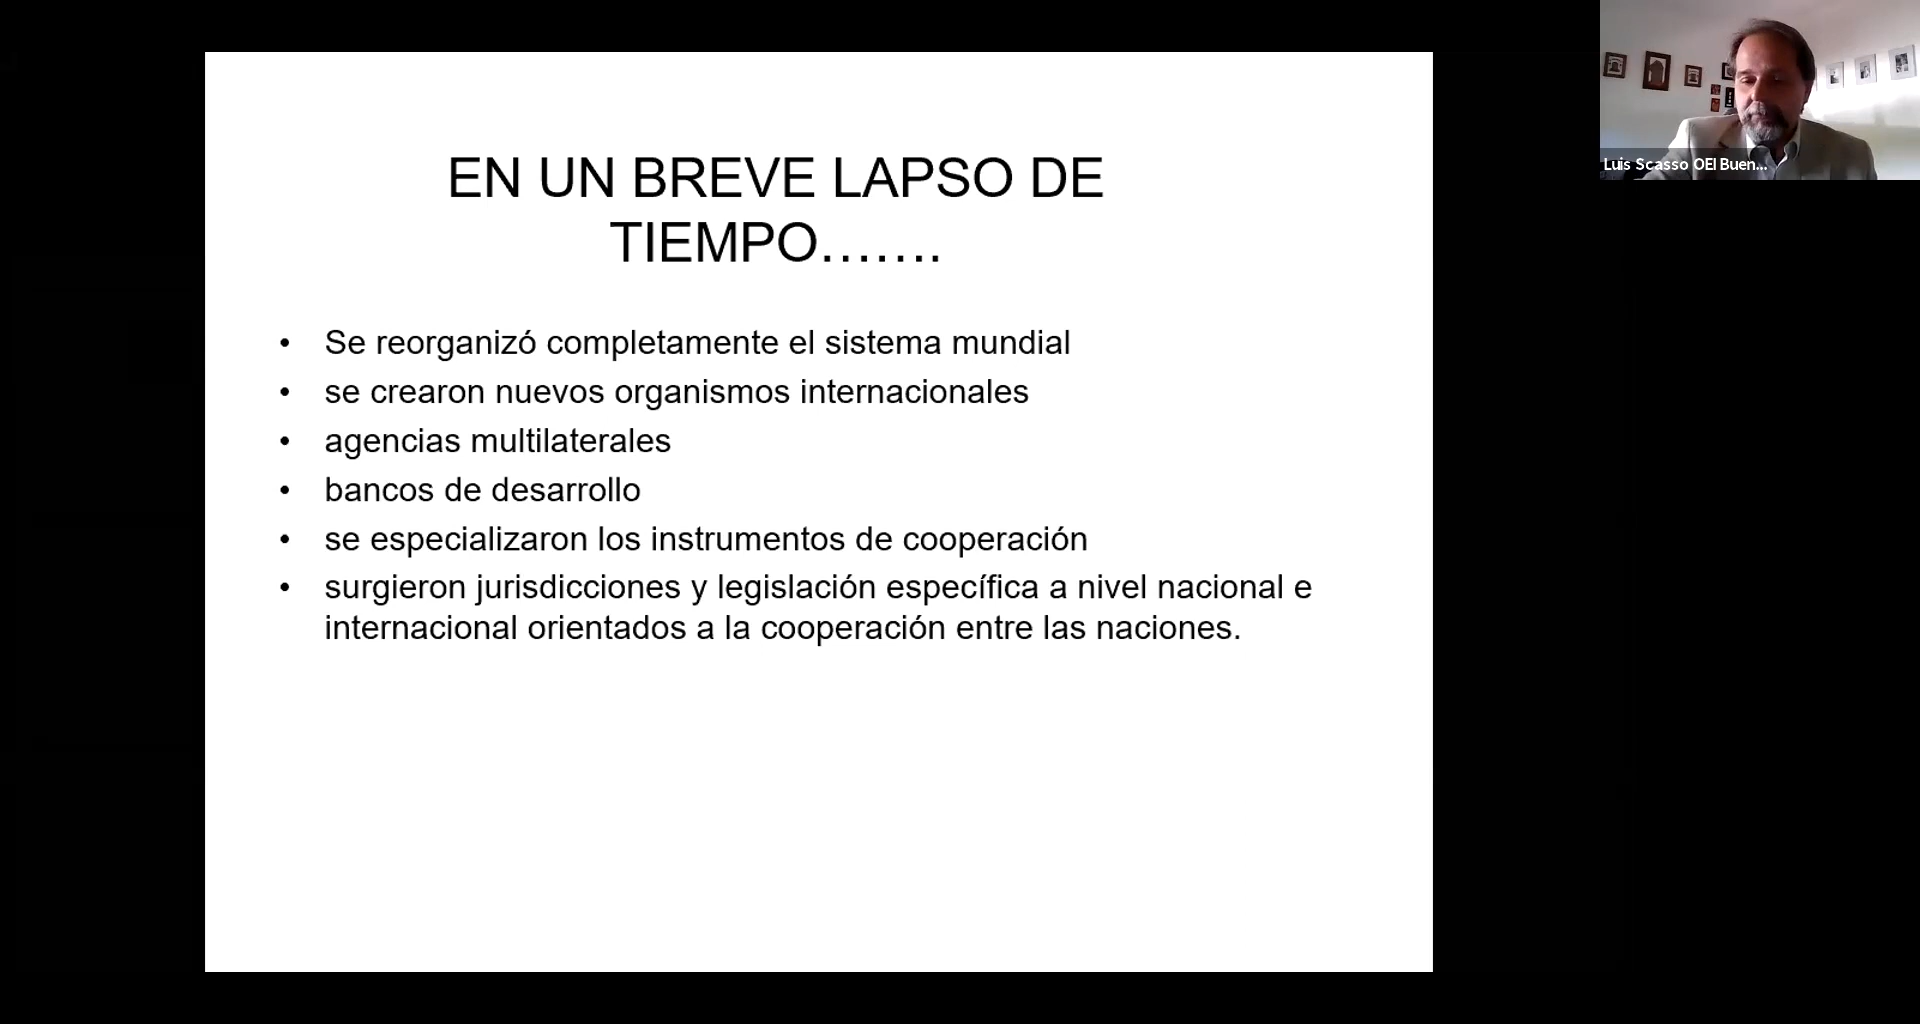 EN UN BREVE LAPSO DE
TIEMPO…….
• Se reorganizó completamente el sistema mundial
• se crearon nuevos organismos internacionales
• agencias multilaterales
• bancos de desarrollo
• se especializaron los instrumentos de cooperación
• surgieron jurisdicciones y legislación específica a nivel nacional e
internacional orientados a la cooperación entre las naciones.
Luis Scasso OEI Buen...